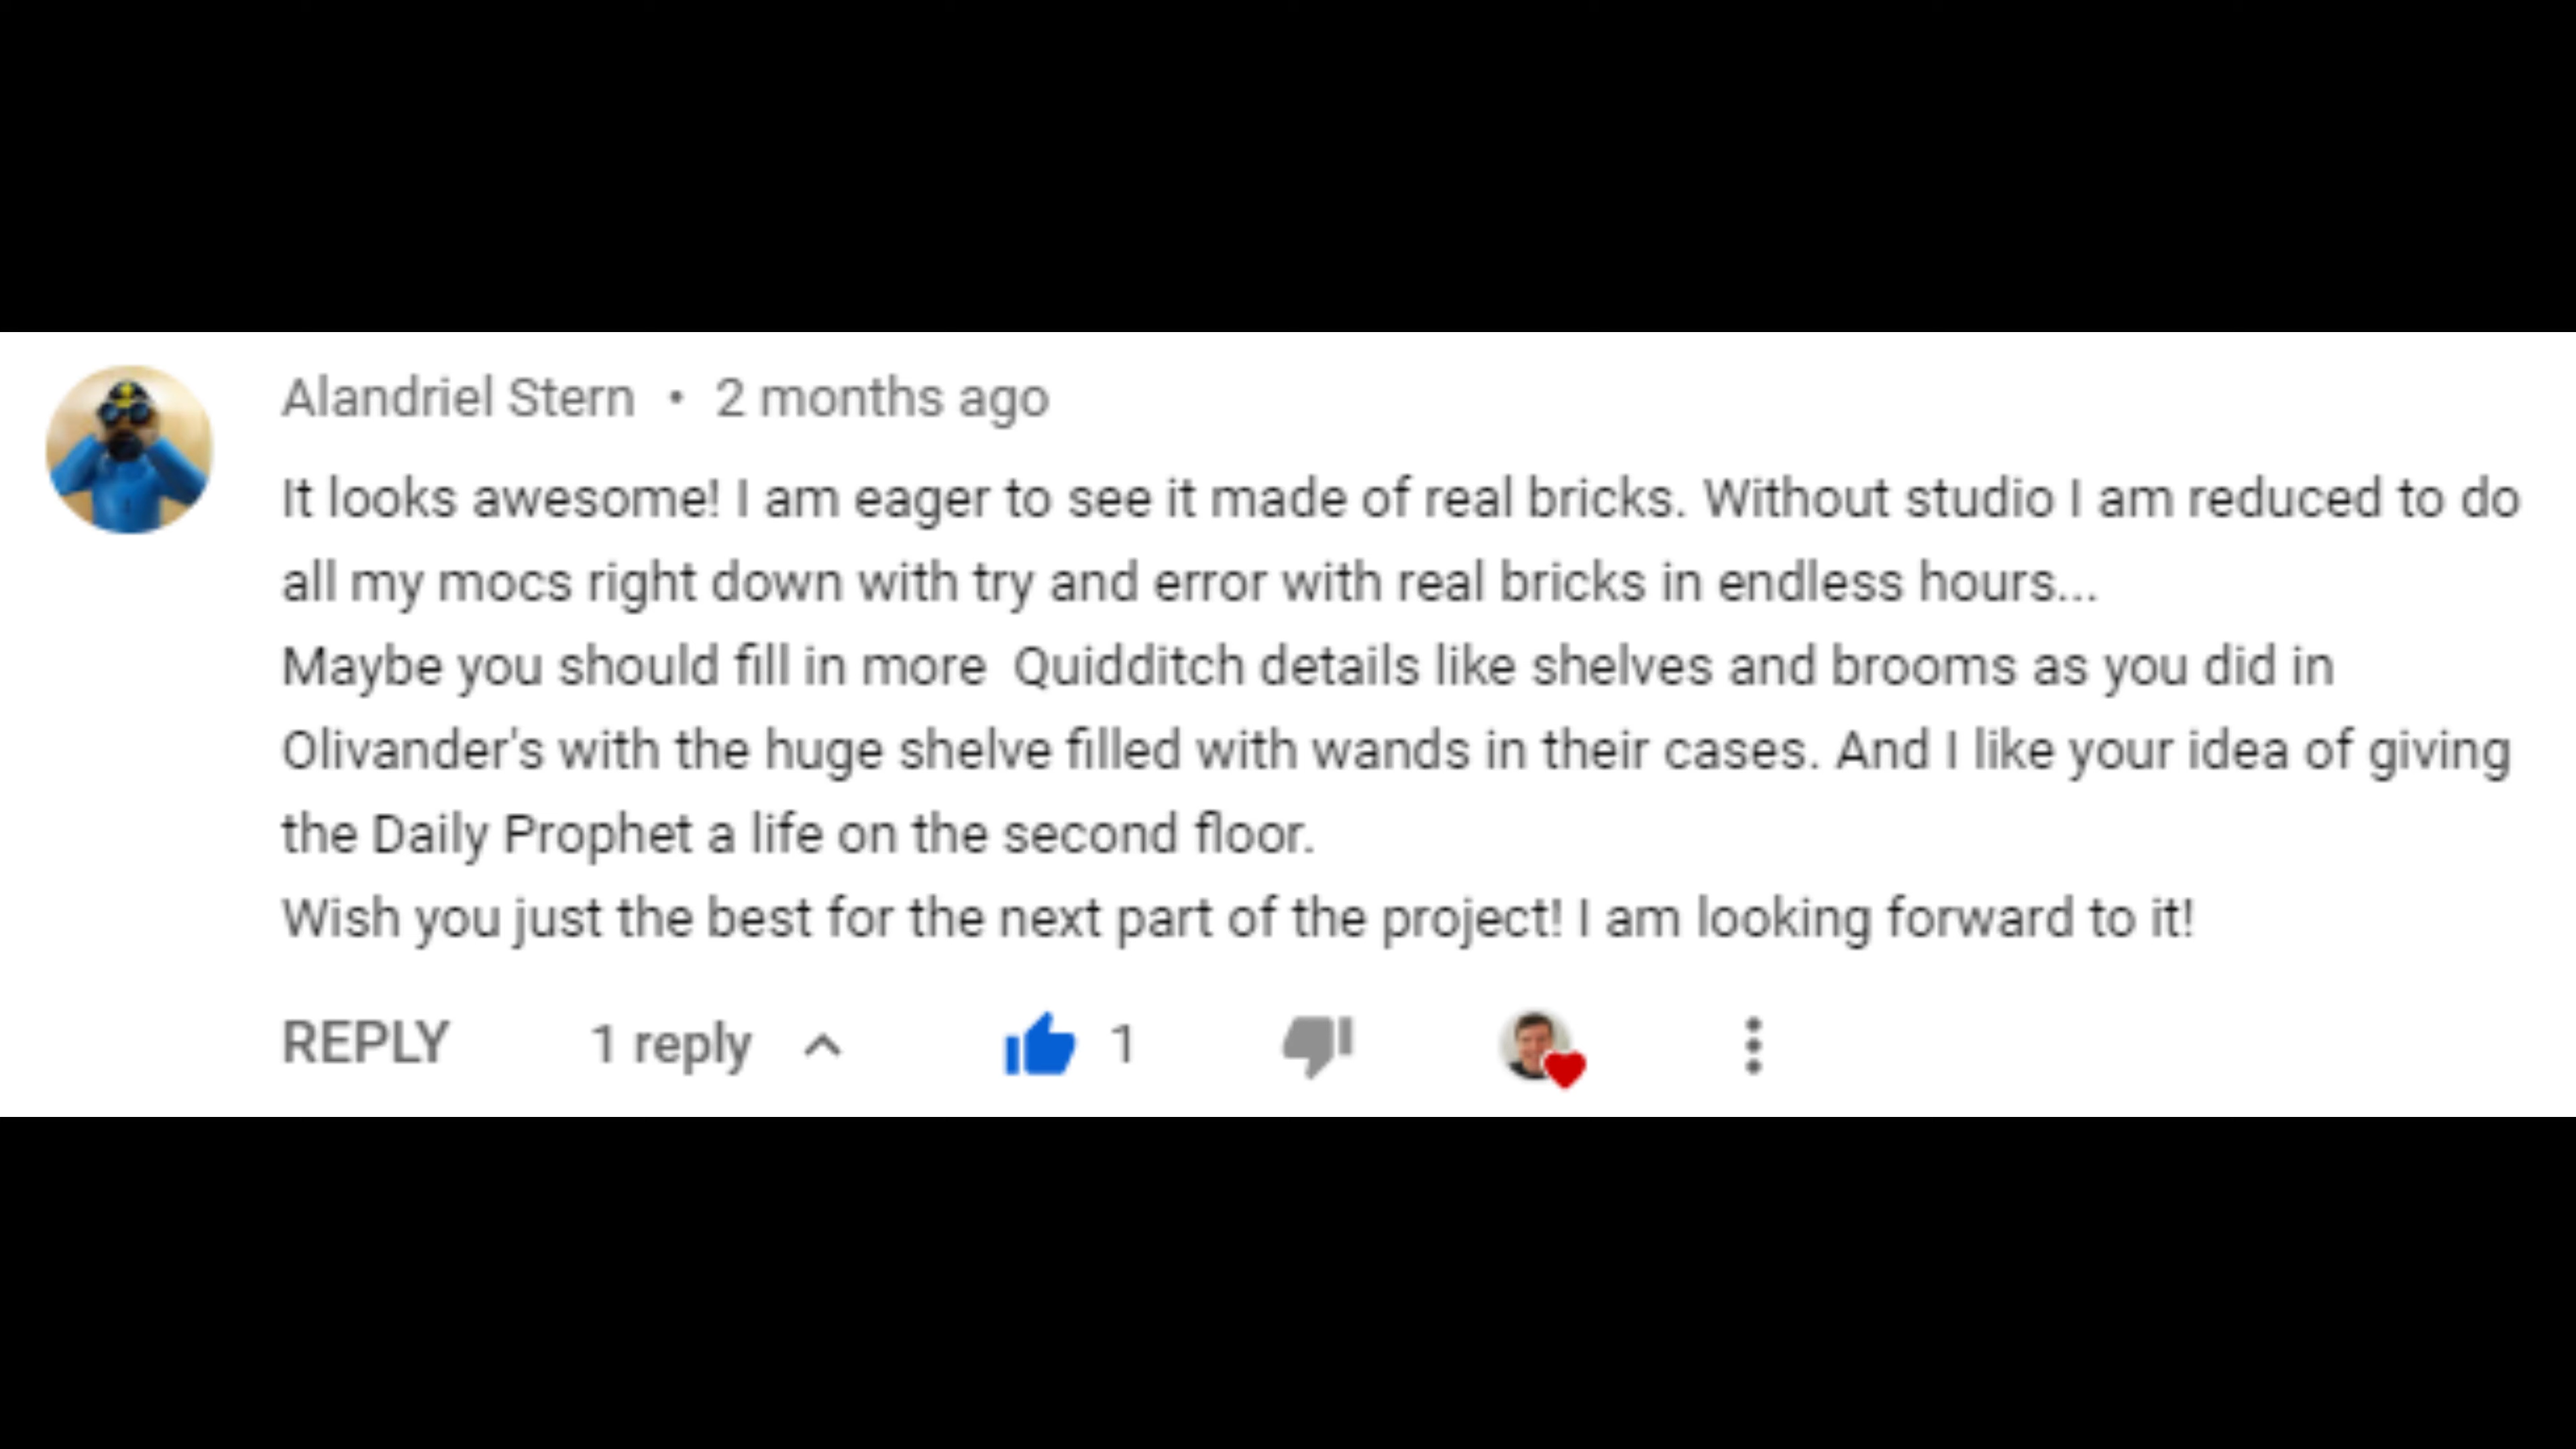 Alandriel Stern • 2 months ago
It looks awesome! I am eager to see it made of real bricks. Without studio I am reduced to do
all my mocs right down with try and error with real bricks in endless hours...
Maybe you should fill in more  Quidditch details like shelves and brooms as you did in
Olivander's with the huge shelve filled with wands in their cases. And I like your idea of giving
the Daily Prophet a life on the second floor.
Wish you just the best for the next part of the project! I am looking forward to it!
REPLY 1 reply 1